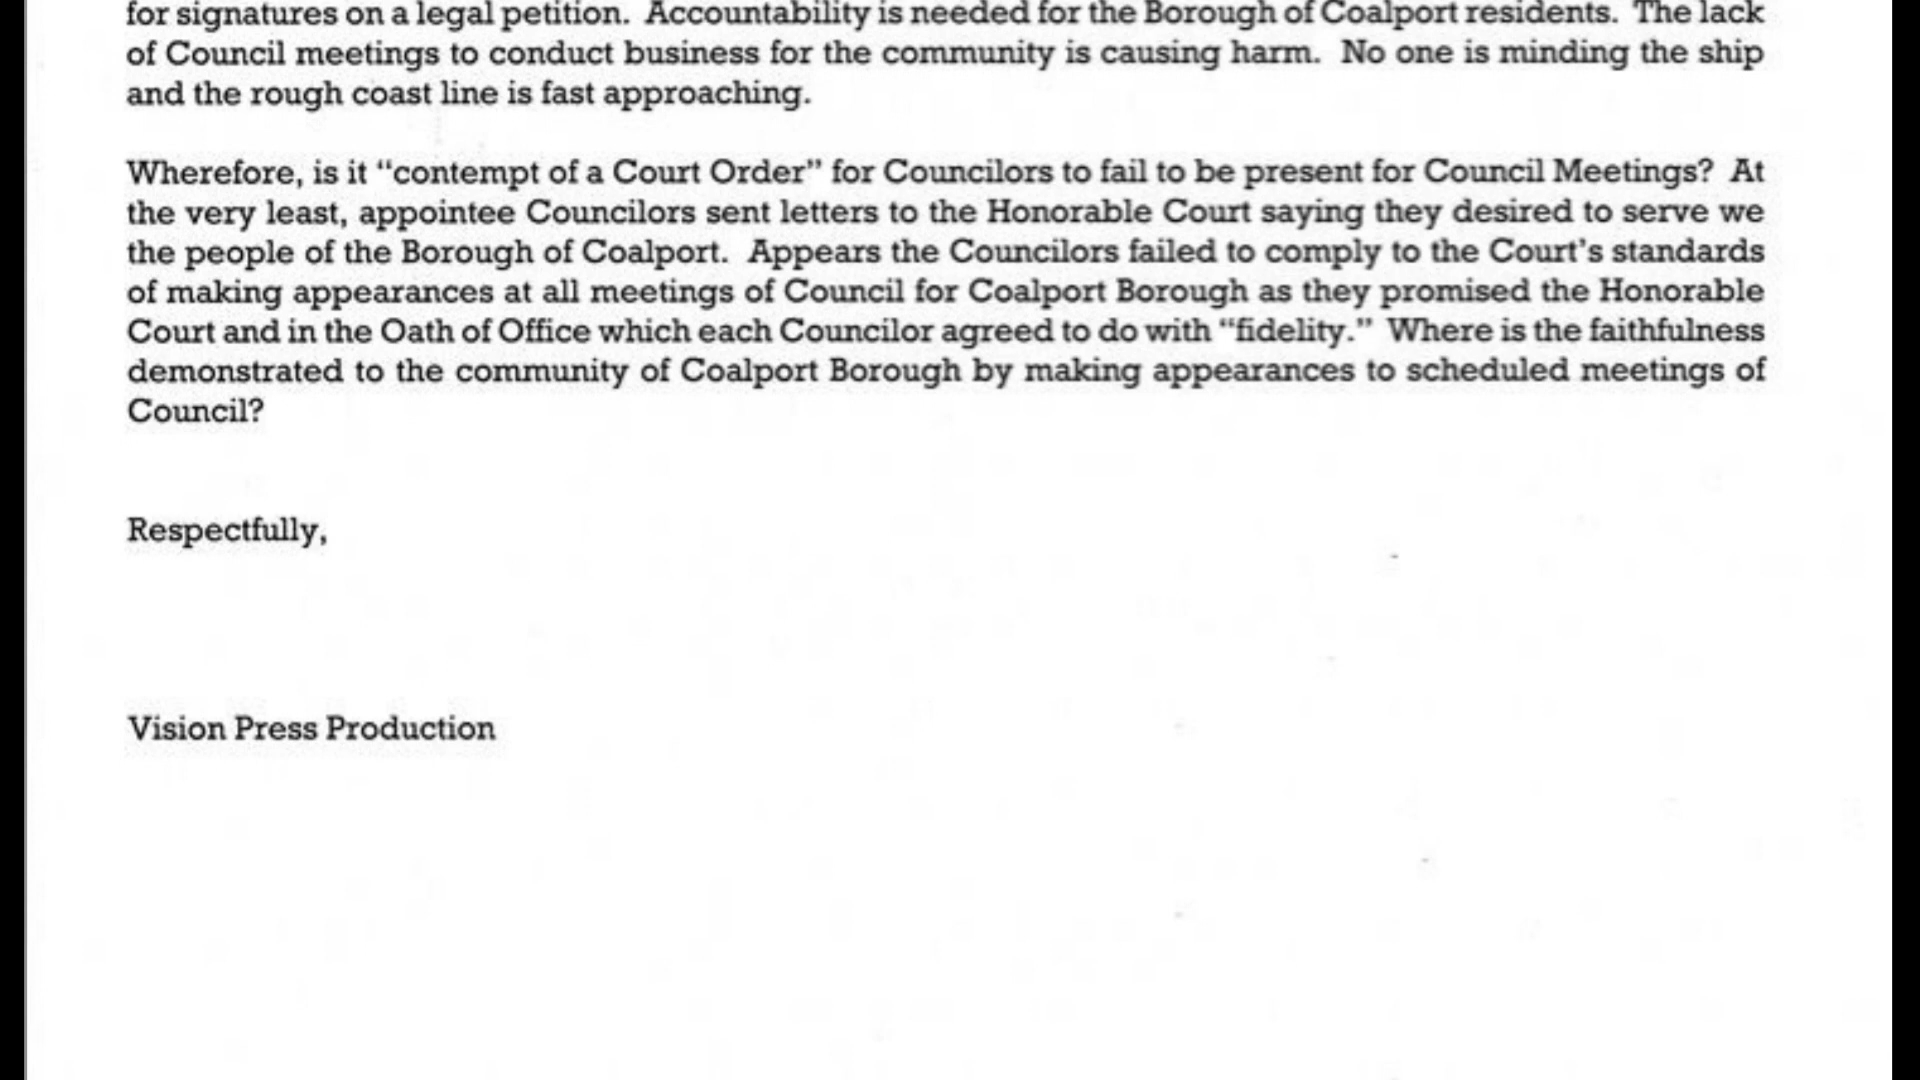 for signatures on a legal petition.  Accountability is needed for the Borough of Coalport residents.  The lack
of Council meetings to conduct business for the community is causing harm.  No one is minding the ship
and the rough coast line is fast approaching.
Wherefore, is it “contempt of a Court Order” for Councilors to fail to be present for Council Meetings?  At
the very least, appointee Councilors sent letters to the Honorable Court saying they desired to serve we
the people of the Borough of Coalport.  Appears the Councilors failed to comply to the Court’s standards
of making appearances at all meetings of Council for Coalport Borough as they promised the Honorable
Court and in the Oath of Office which each Councilor agreed to do with “fidelity.”  Where is the faithfulness
demonstrated to the community of Coalport Borough by making appearances to scheduled meetings of
Council?
Respectfully,
Vision Press Production